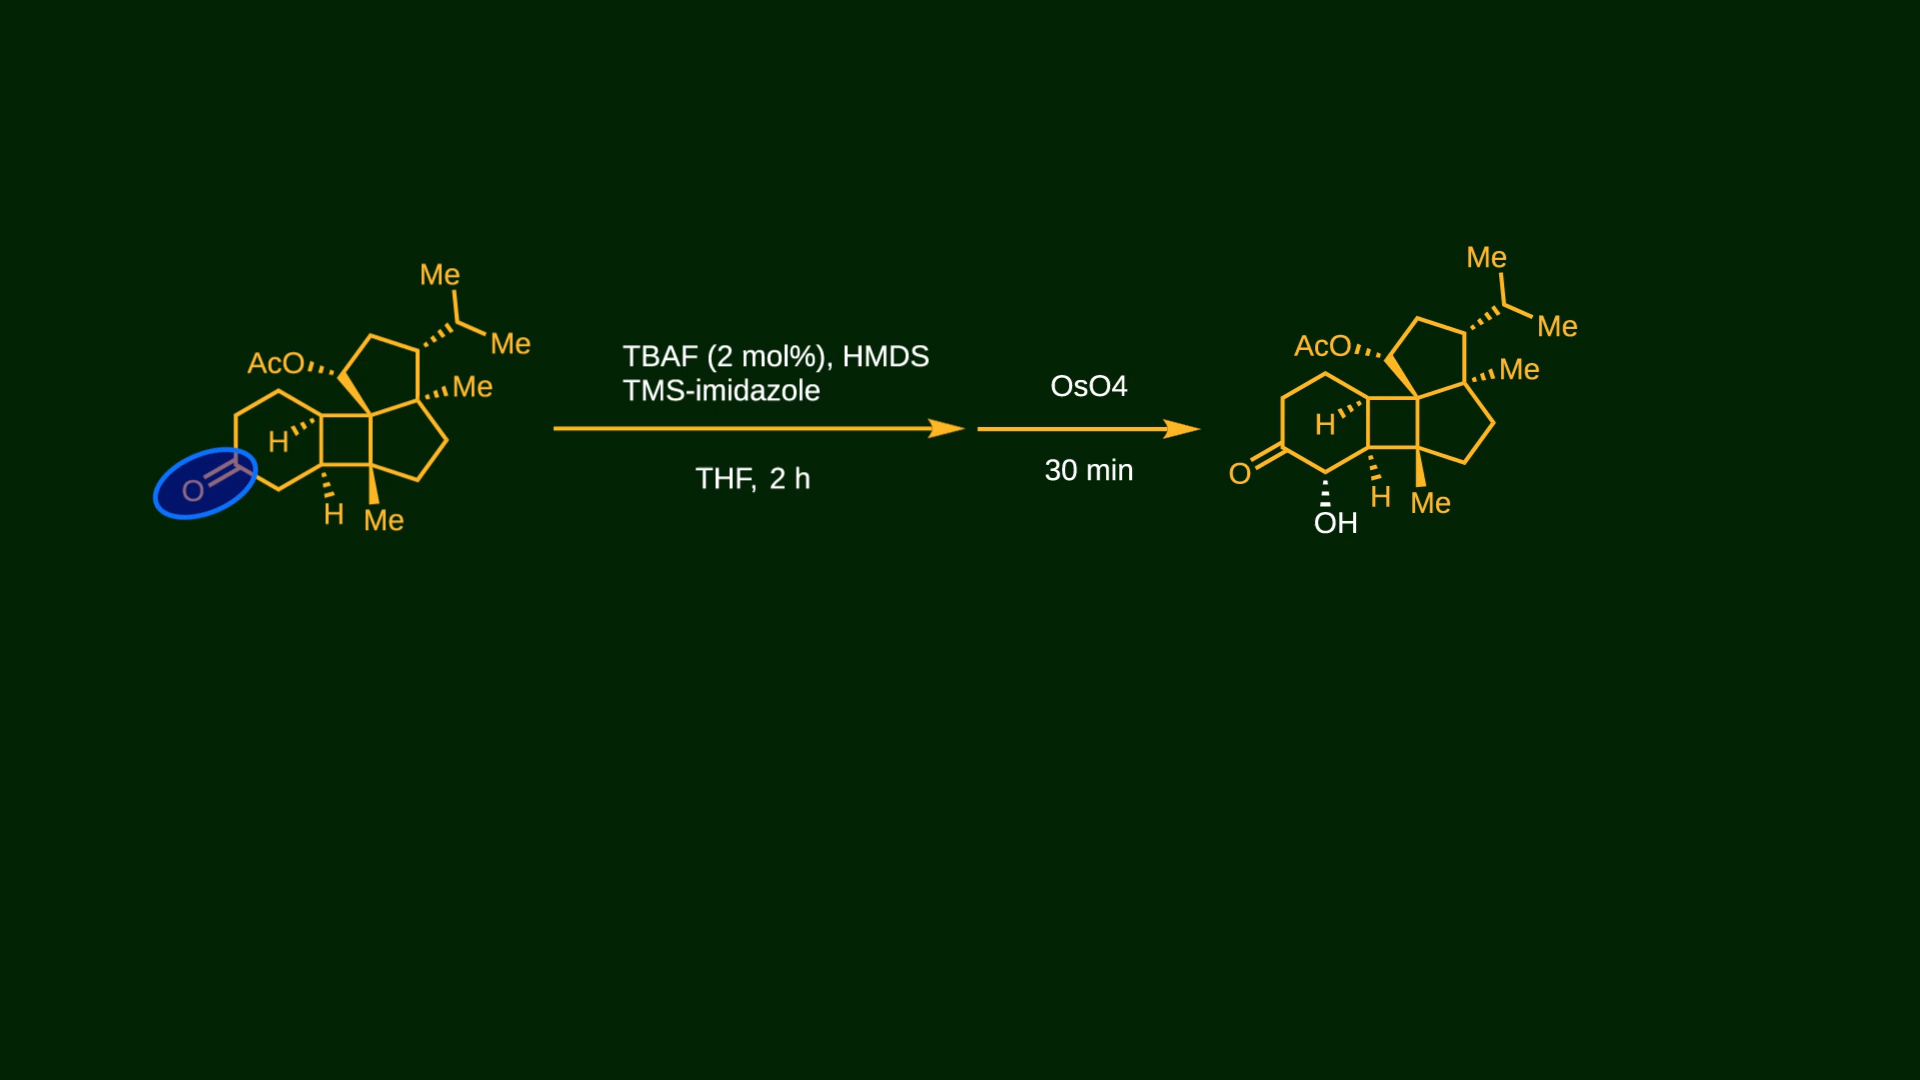 Me
Me
AcO
Me
H
O
H
Me
TBAF (2 mol%), HMDS
TMS-imidazole
THF, 2 h
OsO4
30 min
Me
Me
AcO
Me
H
O
H
Me
OH